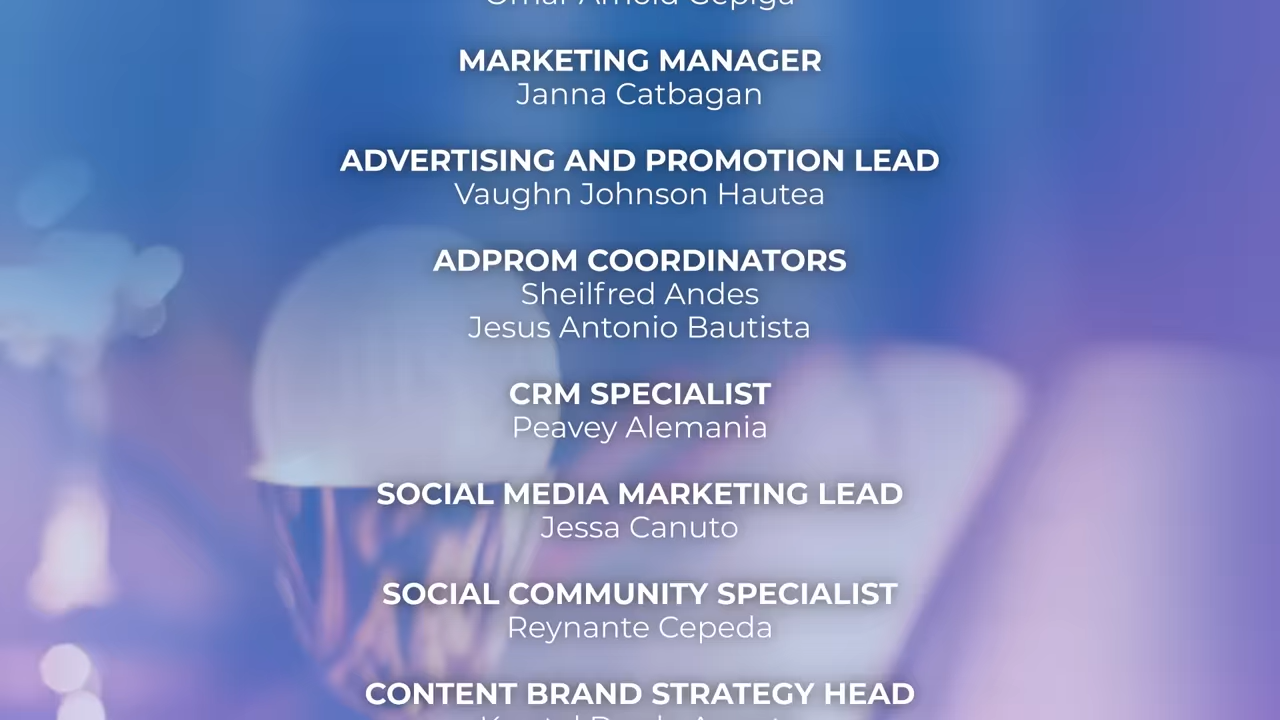 MARKETING MANAGER
Janna Catbagan
ADVERTISING AND PROMOTION LEAD
Vaughn Johnson Hautea
ADPROM COORDINATORS
Sheilfred Andes
Jesus Antonio Bautista
CRM SPECIALIST
Peavey Alemania
SOCIAL MEDIA MARKETING LEAD
Jessa Canuto
SOCIAL COMMUNITY SPECIALIST
Reynante Cepeda
CONTENT BRAND STRATEGY HEAD